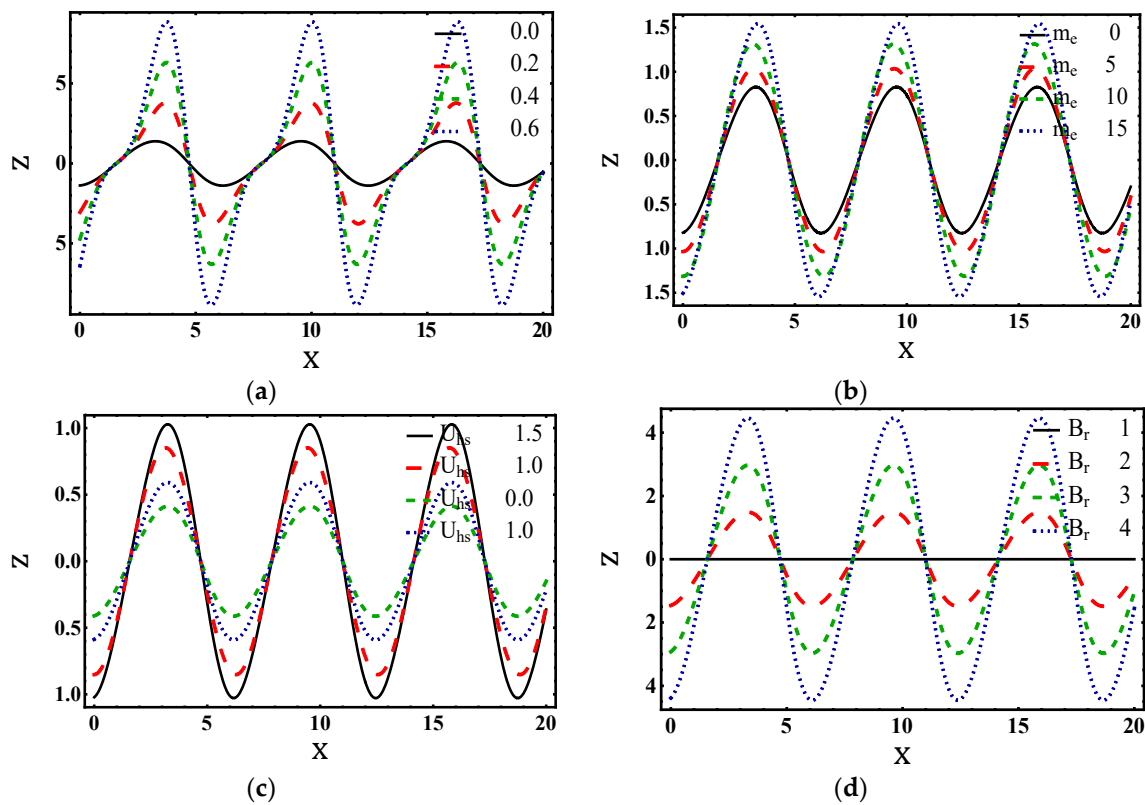 0.0
0.2
0.4
0.6
5
0
5
Z
0 5 10 15 20
X
(a)
m_e 0
m_e 5
m_e 10
m_e 15
1.5
1.0
0.5
0.0
0.5
1.0
1.5
Z
0 5 10 15 20
X
(b)
U_hs 1.5
U_hs 1.0
U_hs 0.0
U_hs 1.0
1.0
0.5
0.0
0.5
1.0
Z
0 5 10 15 20
X
(c)
B_r 1
B_r 2
B_r 3
B_r 4
4
2
0
2
4
Z
0 5 10 15 20
X
(d)